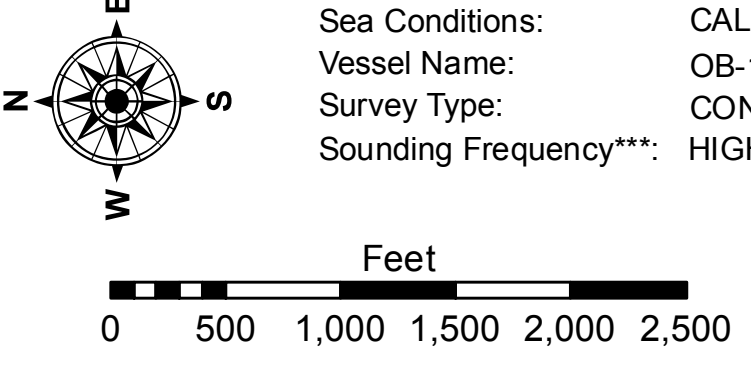 E
N
S
W
Sea Conditions:
Vessel Name:
Survey Type:
Sounding Frequency***:
Feet
0 500 1,000 1,500 2,000 2,500